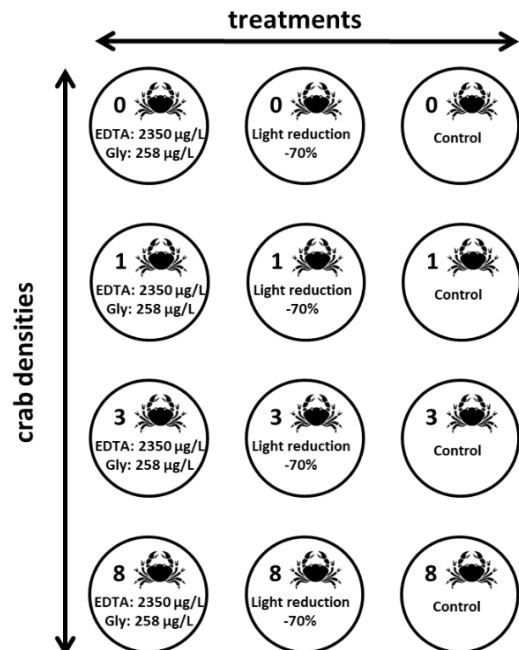 treatments
crab densities
0
EDTA: 2350 µg/L
Gly: 258 µg/L
0
Light reduction
-70%
0
Control
1
EDTA: 2350 µg/L
Gly: 258 µg/L
1
Light reduction
-70%
1
Control
3
EDTA: 2350 µg/L
Gly: 258 µg/L
3
Light reduction
-70%
3
Control
8
EDTA: 2350 µg/L
Gly: 258 µg/L
8
Light reduction
-70%
8
Control